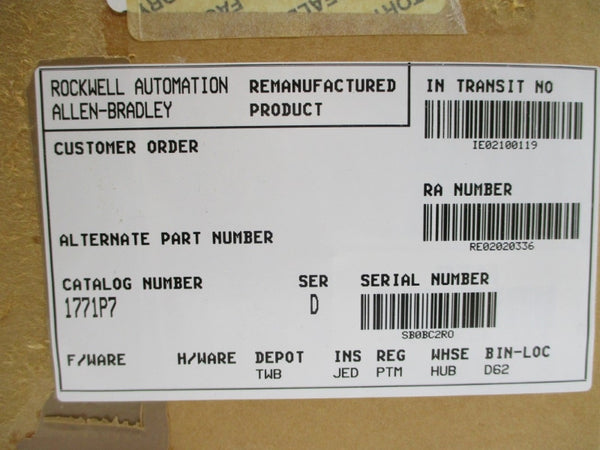 ROCKWELL AUTOMATION
ALLEN-BRADLEY
REMANUFACTURED
PRODUCT
IN TRANSIT NO
IE02100119
CUSTOMER ORDER
RA NUMBER
RE02020336
ALTERNATE PART NUMBER
CATALOG NUMBER SER SERIAL NUMBER
1771P7 D
SB0BC2RO
F/WARE H/WARE DEPOT INS REG WHSE BIN-LOC
TWB JED PTM HUB D62